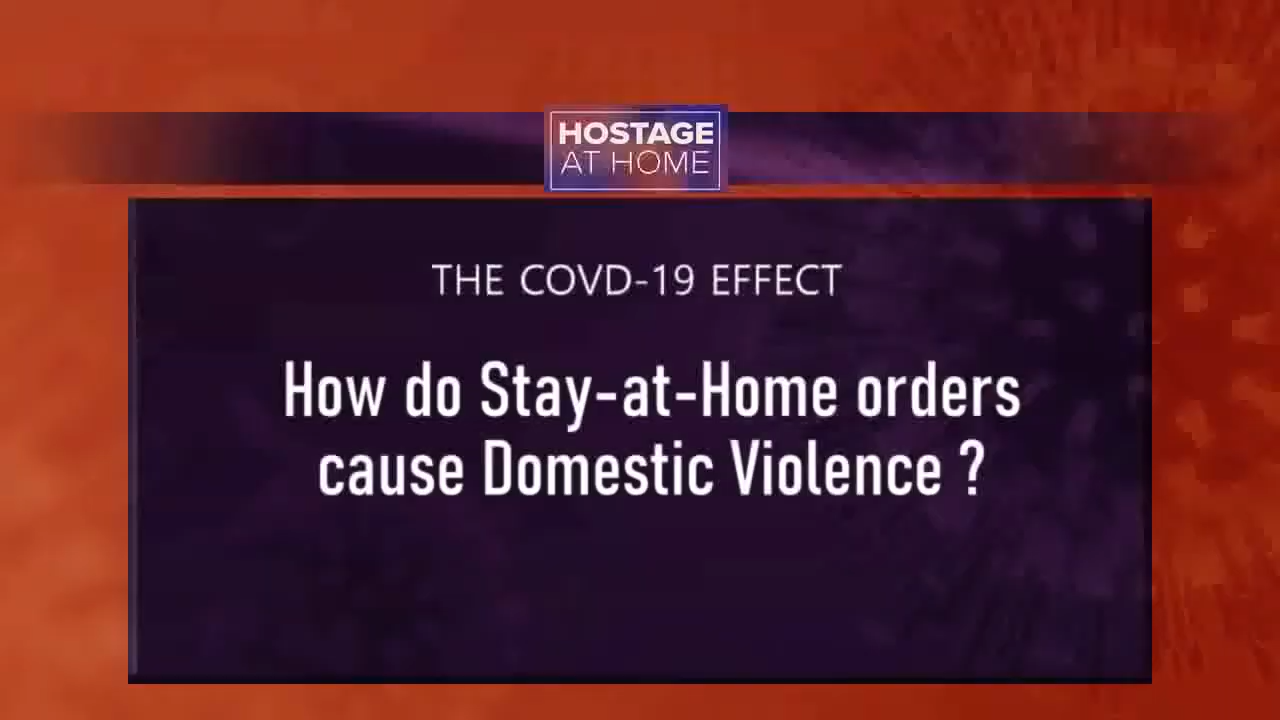 HOSTAGE
AT HOME
THE COVD-19 EFFECT
How do Stay-at-Home orders
cause Domestic Violence ?